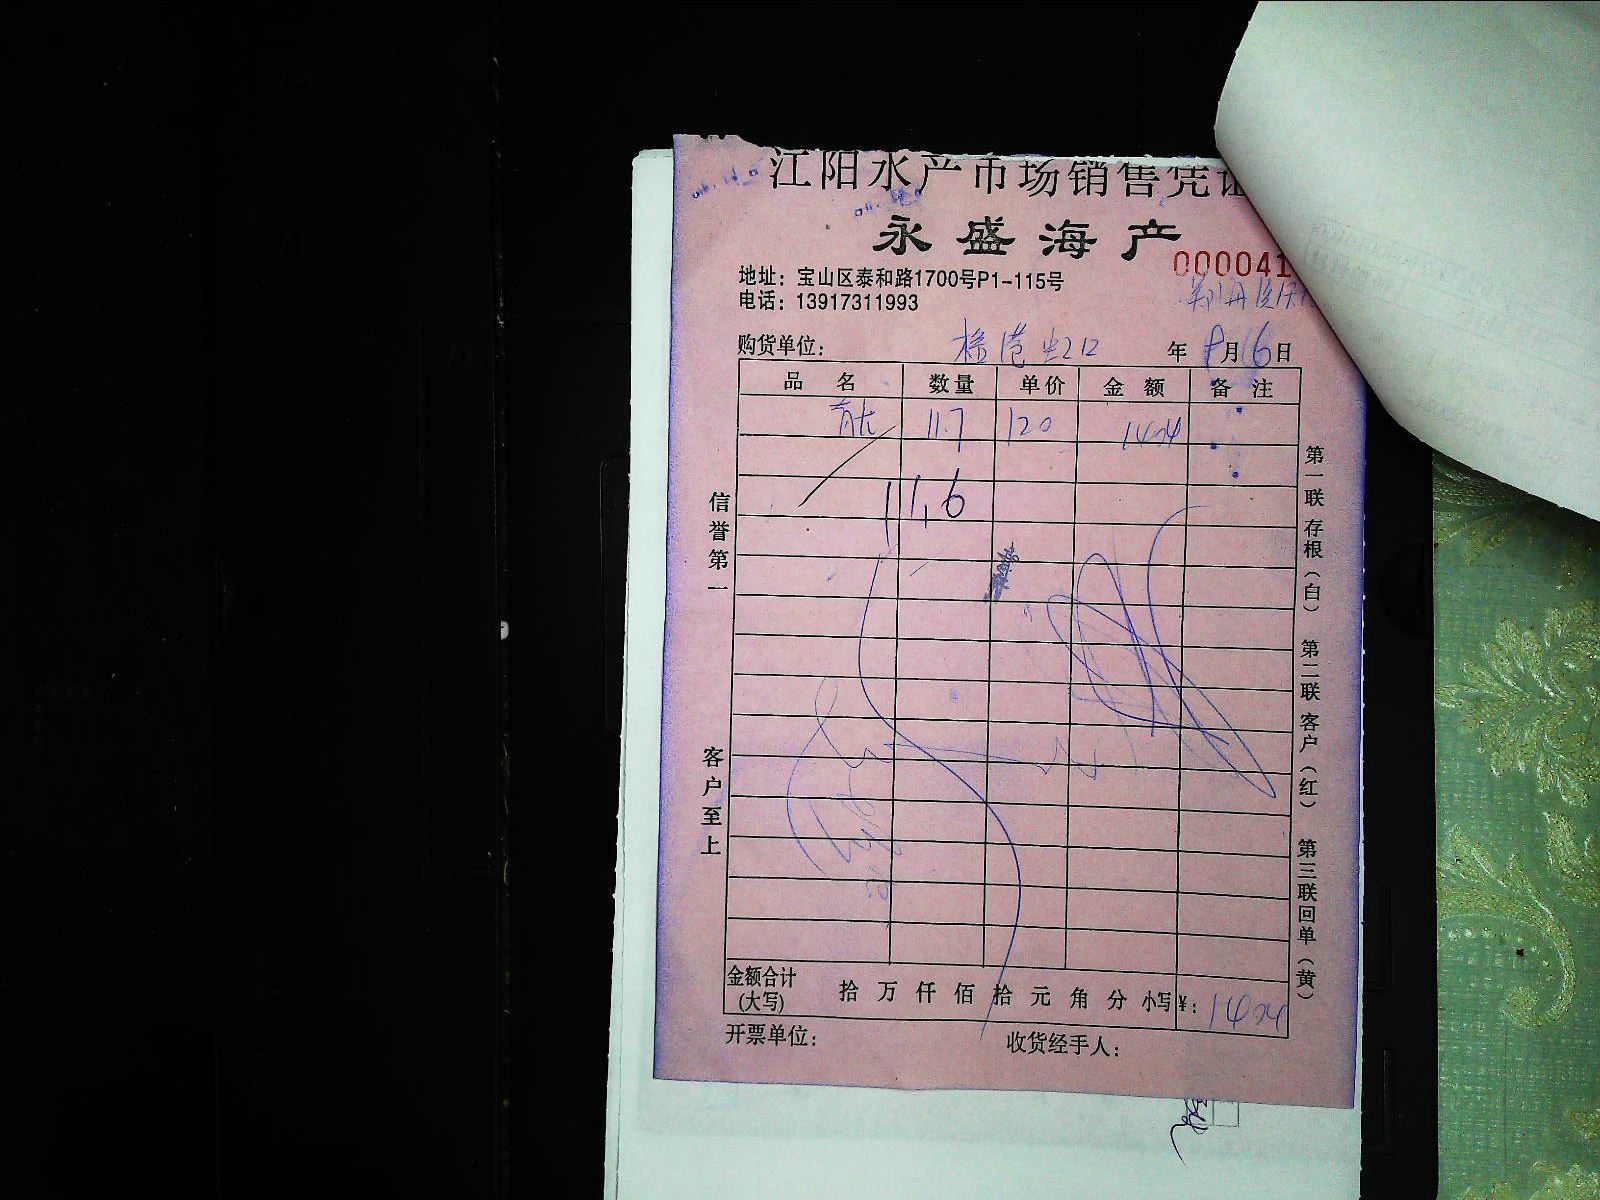 江阳水产市场销售凭证
永盛海产
000041
地址：宝山区泰和路1700号P1-115号
电话：13917311993
购货单位： 年 9月16日
品 名 数量 单价 金 额 备 注
11.7 120 1404
11.6
信誉第一
客户至上
第一联 存根（白） 第二联 客户（红） 第三联 回单（黄）
金额合计(大写) 拾 万 仟 佰 拾 元 角 分 小写￥：1404
开票单位： 收货经手人：